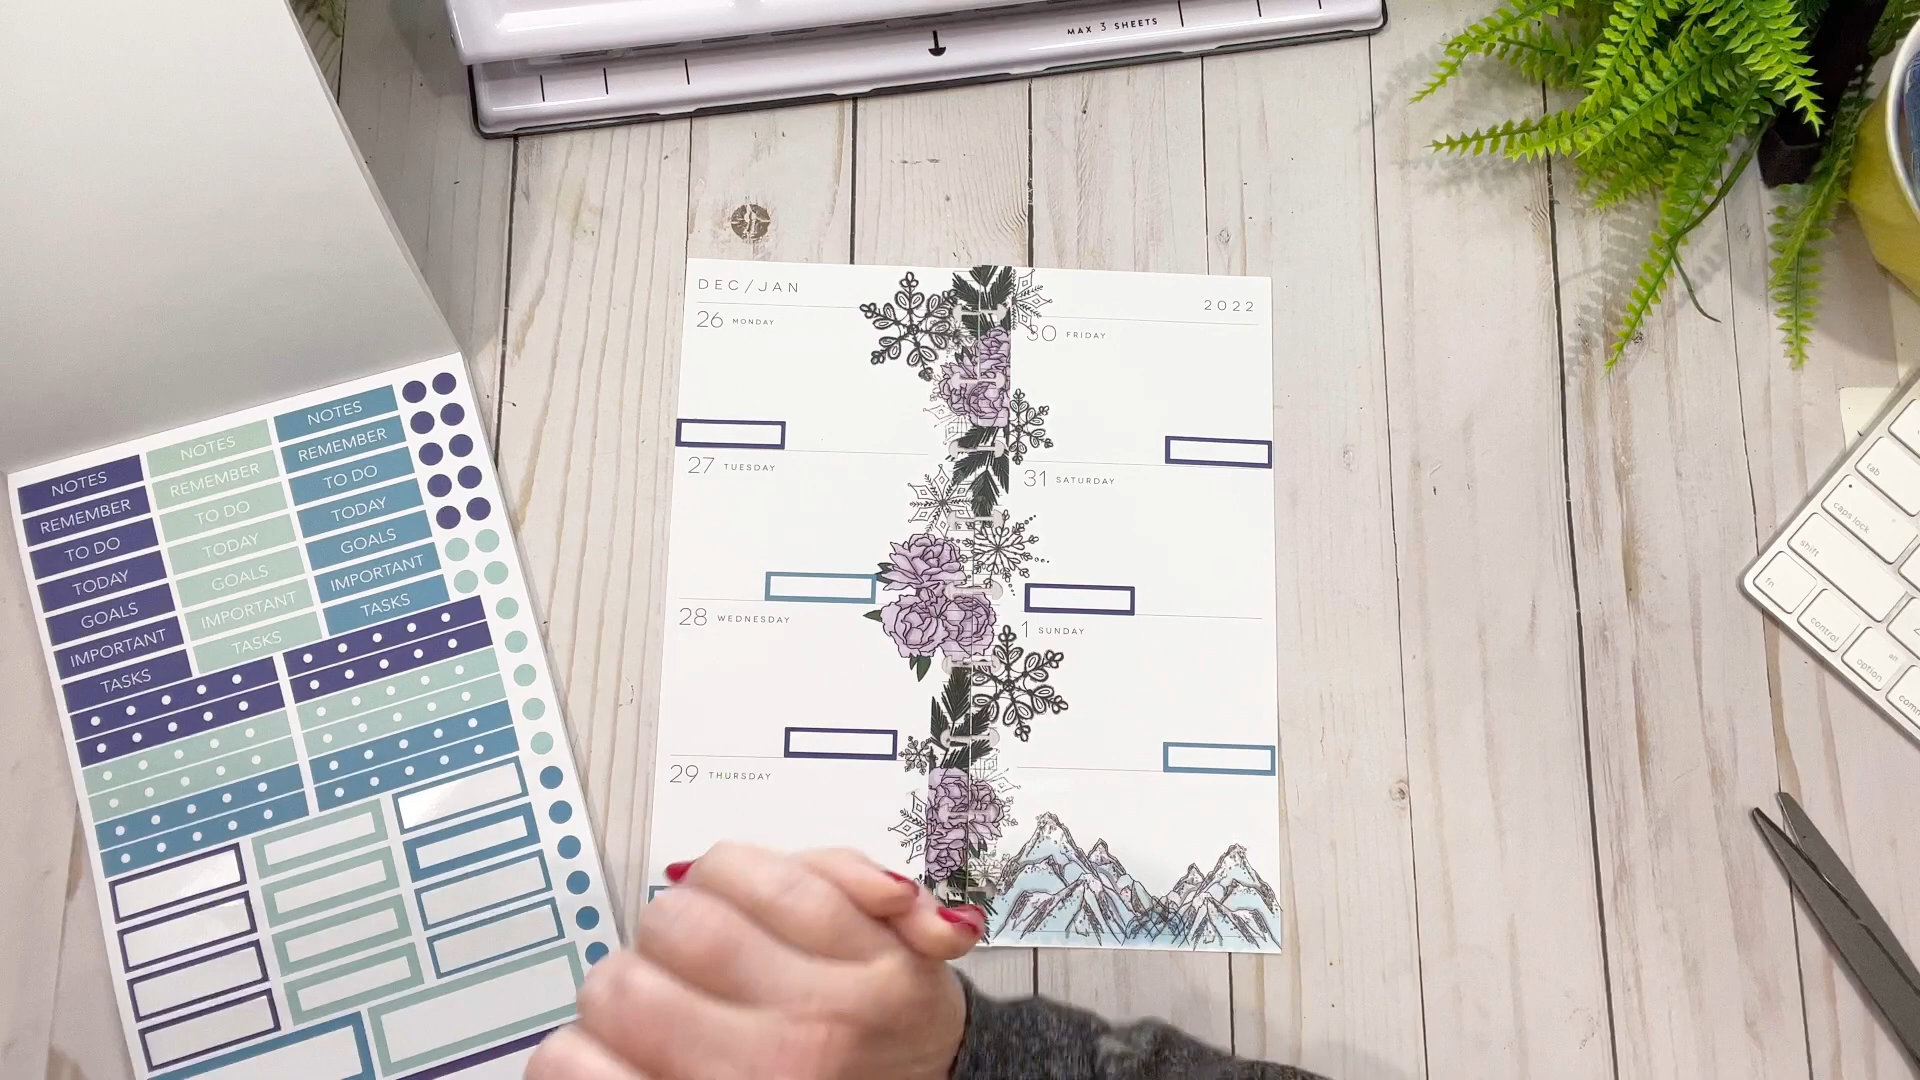 MAX 3 SHEETS
DEC/JAN
2022
26 MONDAY
30 FRIDAY
27 TUESDAY
31 SATURDAY
28 WEDNESDAY
1 SUNDAY
29 THURSDAY
NOTES
REMEMBER
TO DO
TODAY
GOALS
IMPORTANT
TASKS
NOTES
REMEMBER
TO DO
TODAY
GOALS
IMPORTANT
TASKS
NOTES
REMEMBER
TO DO
TODAY
GOALS
IMPORTANT
TASKS
tab
caps lock
shift
fn
control
option